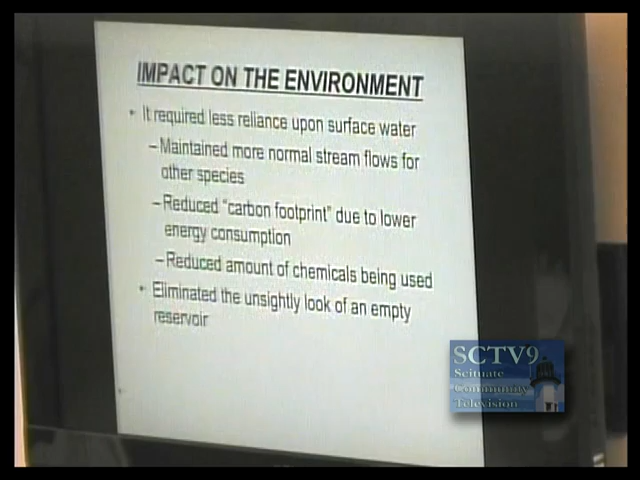 IMPACT ON THE ENVIRONMENT
• It required less reliance upon surface water
– Maintained more normal stream flows for
other species
– Reduced "carbon footprint" due to lower
energy consumption
– Reduced amount of chemicals being used
• Eliminated the unsightly look of an empty
reservoir
SCTV9
Scituate
Community
Television